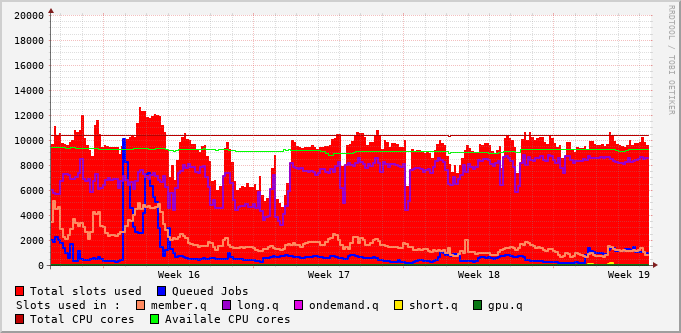 20000
18000
16000
14000
12000
10000
8000
6000
4000
2000
0
Week 16 Week 17 Week 18 Week 19
Total slots used Queued Jobs
Slots used in : member.q long.q ondemand.q short.q gpu.q
Total CPU cores Availale CPU cores
RRDTOOL / TOBI OETIKER